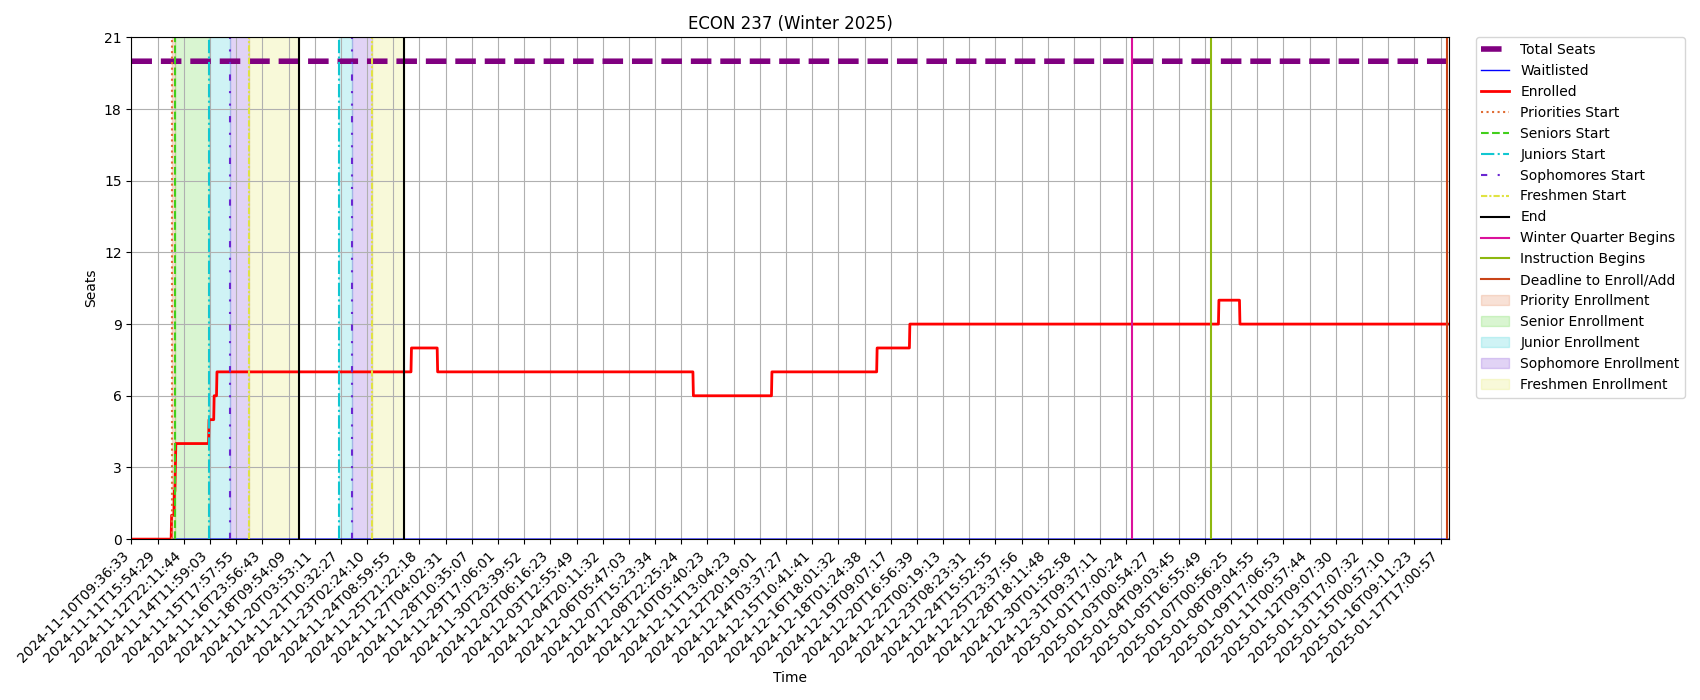 ECON 237 (Winter 2025)
21
18
15
12
9
6
3
0
Seats
2024-11-10T09:36:33
2024-11-11T15:54:29
2024-11-12T22:11:44
2024-11-14T11:59:03
2024-11-15T17:57:55
2024-11-16T23:56:43
2024-11-18T09:54:09
2024-11-20T03:53:11
2024-11-21T10:32:27
2024-11-23T02:24:10
2024-11-24T08:59:55
2024-11-25T21:22:18
2024-11-27T04:02:31
2024-11-28T10:35:07
2024-11-29T17:06:01
2024-11-30T23:39:52
2024-12-02T06:16:23
2024-12-03T12:55:49
2024-12-04T20:11:32
2024-12-06T05:47:03
2024-12-07T15:23:34
2024-12-08T22:25:24
2024-12-10T05:40:23
2024-12-11T13:04:23
2024-12-12T20:19:01
2024-12-14T03:37:27
2024-12-15T10:41:41
2024-12-16T18:01:32
2024-12-18T01:24:38
2024-12-19T09:07:17
2024-12-20T16:56:39
2024-12-22T00:19:13
2024-12-23T08:23:31
2024-12-24T15:52:55
2024-12-25T23:37:56
2024-12-28T18:11:48
2024-12-30T01:52:58
2024-12-31T09:37:11
2025-01-01T17:00:24
2025-01-03T00:54:27
2025-01-04T09:03:45
2025-01-05T16:55:49
2025-01-07T00:56:25
2025-01-08T09:04:55
2025-01-09T17:06:53
2025-01-11T00:57:44
2025-01-12T09:07:30
2025-01-13T17:07:32
2025-01-15T00:57:10
2025-01-16T09:11:23
2025-01-17T17:00:57
Time
Total Seats
Waitlisted
Enrolled
Priorities Start
Seniors Start
Juniors Start
Sophomores Start
Freshmen Start
End
Winter Quarter Begins
Instruction Begins
Deadline to Enroll/Add
Priority Enrollment
Senior Enrollment
Junior Enrollment
Sophomore Enrollment
Freshmen Enrollment